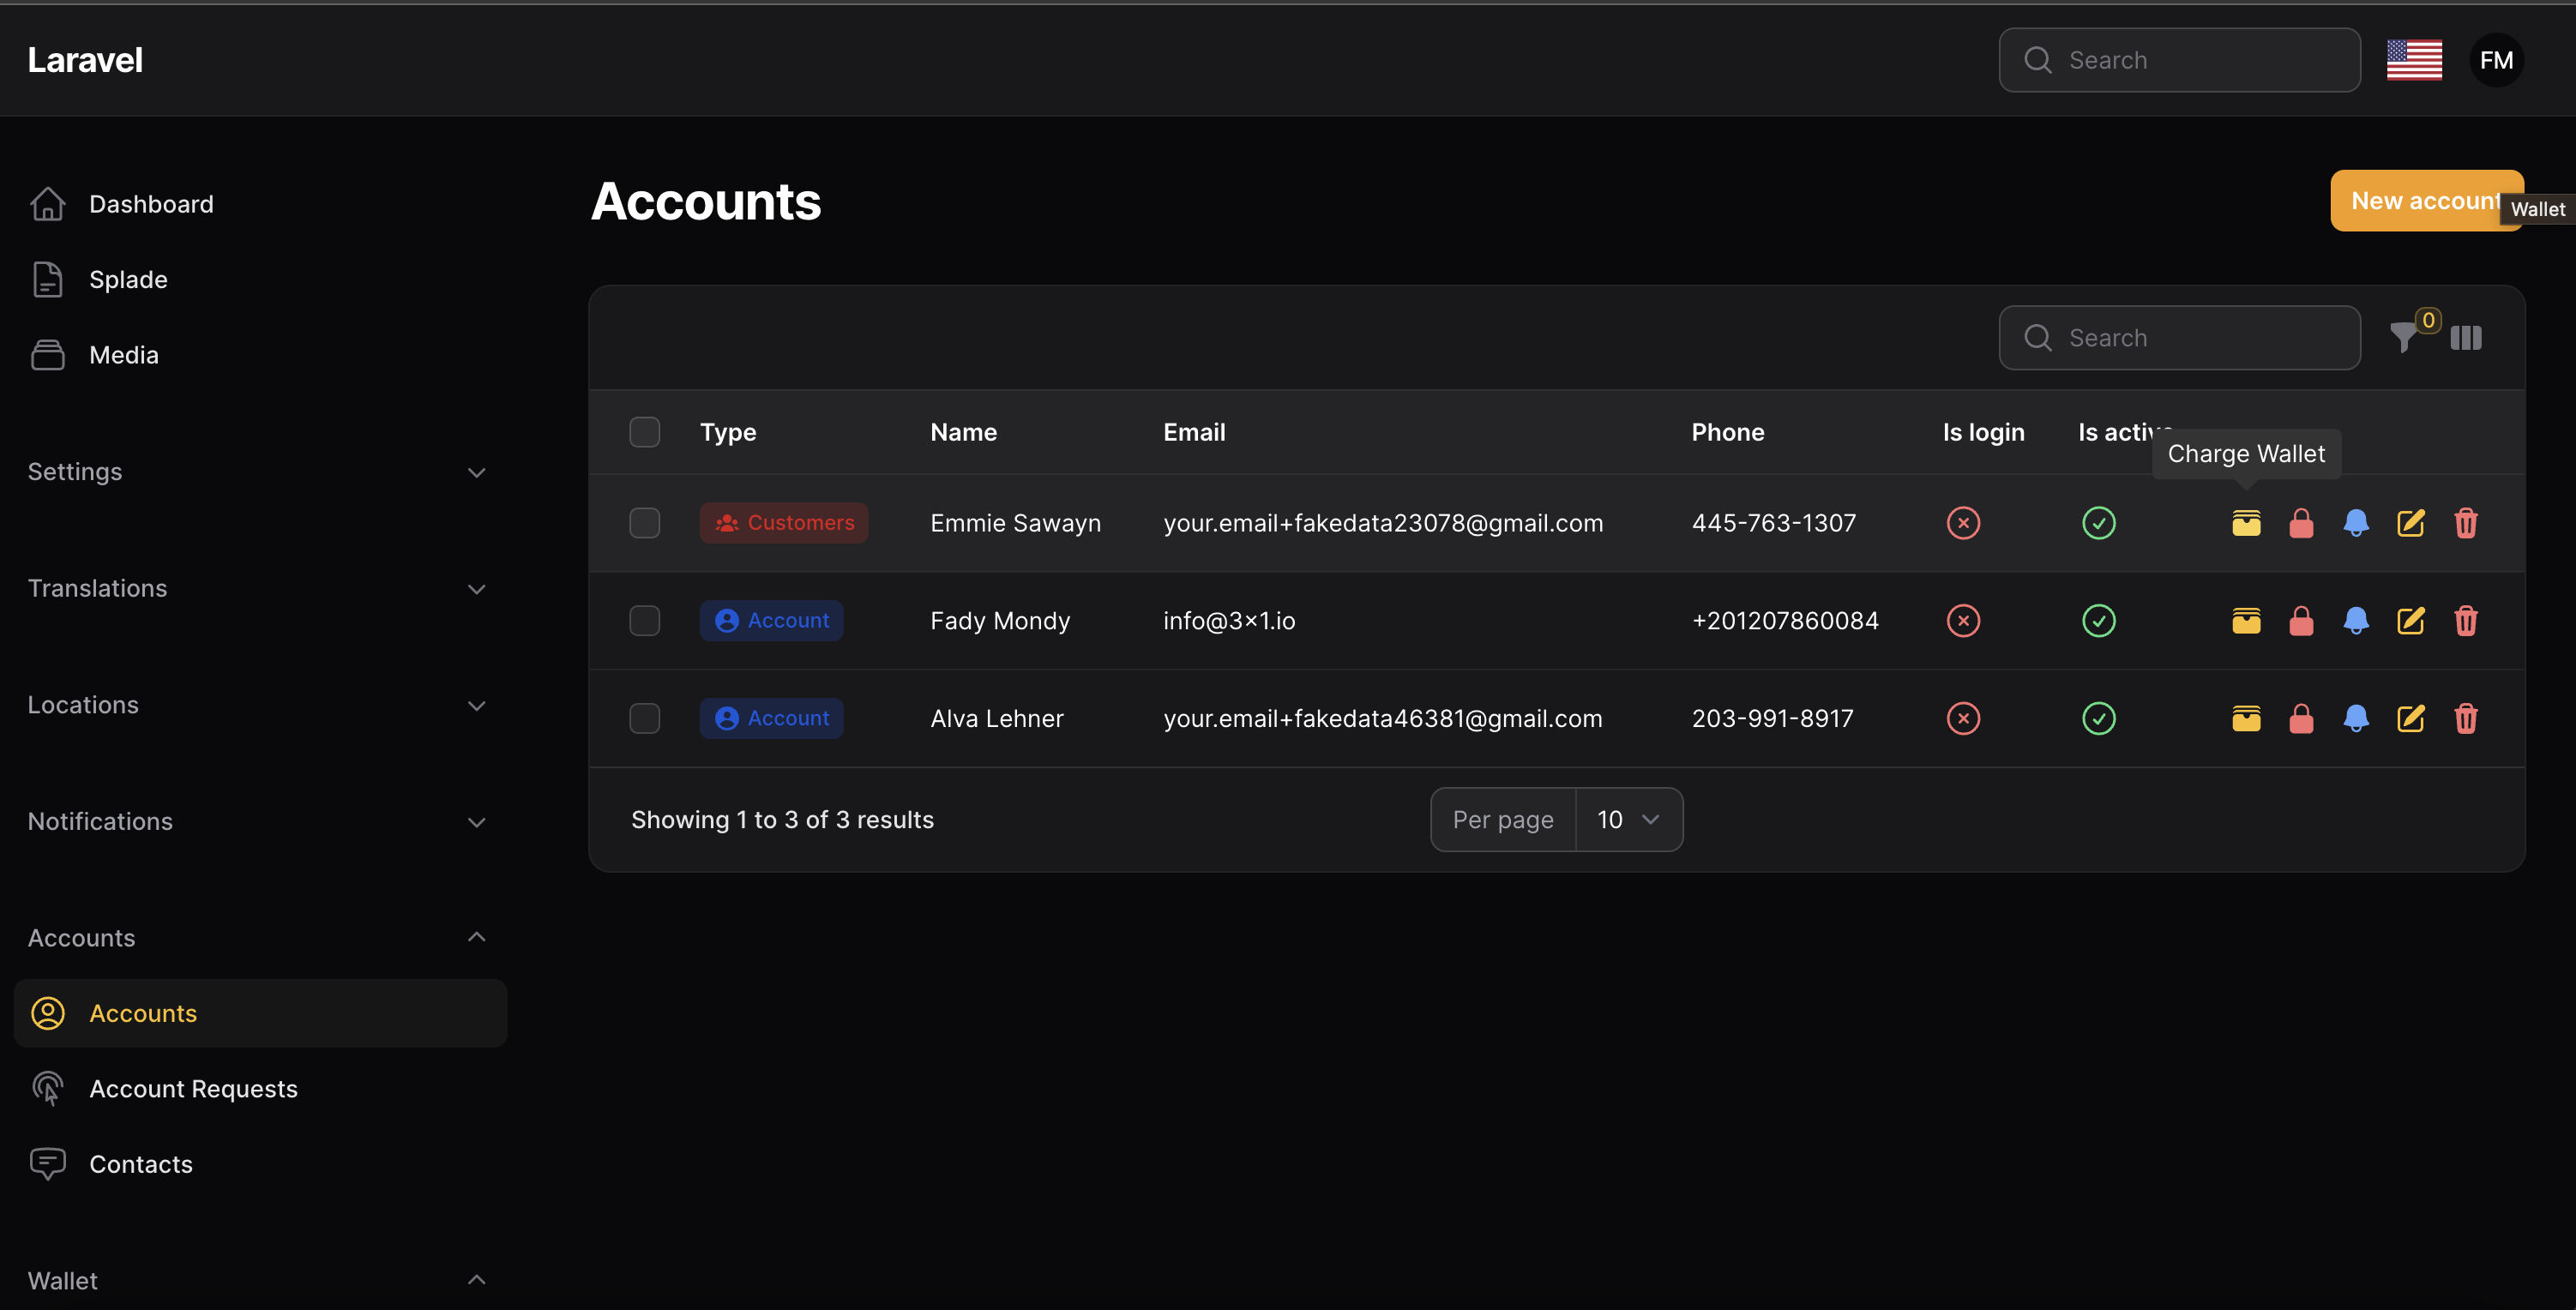 Laravel
Search
FM
Dashboard
Splade
Media
Settings
Translations
Locations
Notifications
Accounts
Accounts
Account Requests
Contacts
Wallet
Accounts
New account
Wallet
Search
0
Type Name Email Phone Is login Is active
Charge Wallet
Customers Emmie Sawayn your.email+fakedata23078@gmail.com 445-763-1307
Account Fady Mondy info@3x1.io +201207860084
Account Alva Lehner your.email+fakedata46381@gmail.com 203-991-8917
Showing 1 to 3 of 3 results
Per page 10